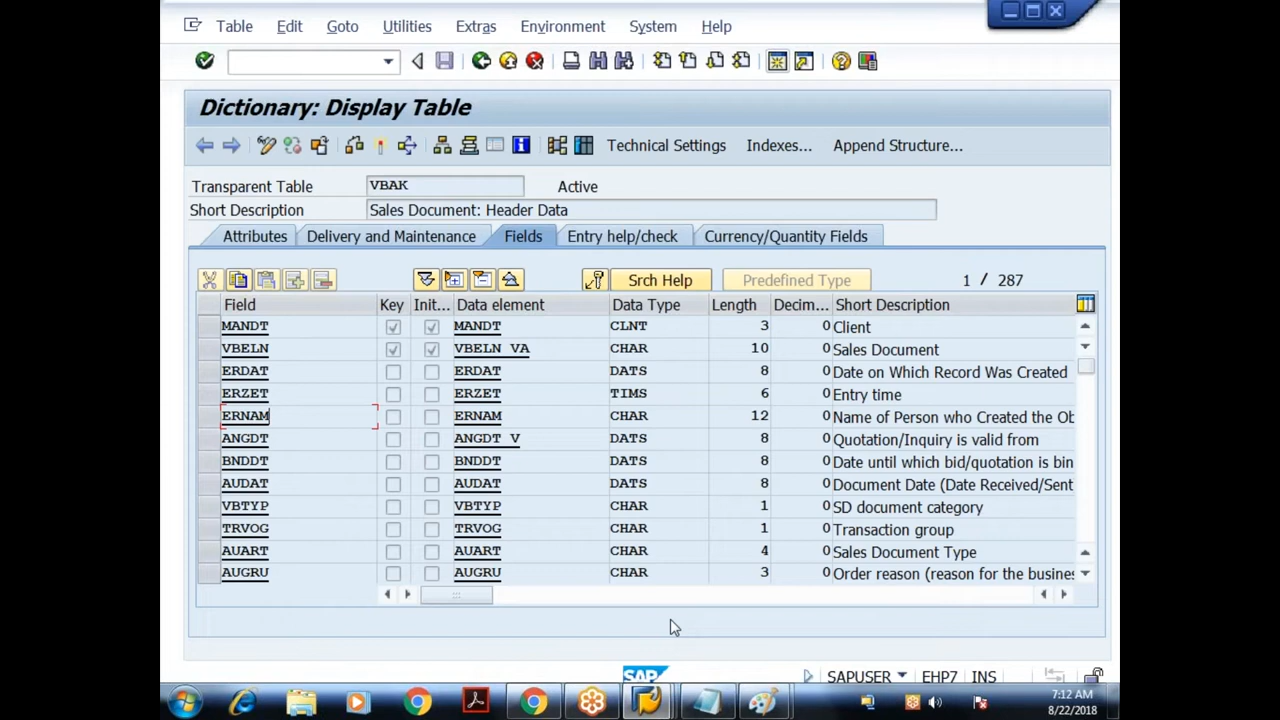 Table Edit Goto Utilities Extras Environment System Help
Dictionary: Display Table
Technical Settings Indexes... Append Structure...
Transparent Table VBAK Active
Short Description Sales Document: Header Data
Attributes Delivery and Maintenance Fields Entry help/check Currency/Quantity Fields
Srch Help Predefined Type 1 / 287
Field Key Init... Data element Data Type Length Decim... Short Description
MANDT MANDT CLNT 3 0 Client
VBELN VBELN VA CHAR 10 0 Sales Document
ERDAT ERDAT DATS 8 0 Date on Which Record Was Created
ERZET ERZET TIMS 6 0 Entry time
ERNAM ERNAM CHAR 12 0 Name of Person who Created the Ob
ANGDT ANGDT V DATS 8 0 Quotation/Inquiry is valid from
BNDDT BNDDT DATS 8 0 Date until which bid/quotation is bin
AUDAT AUDAT DATS 8 0 Document Date (Date Received/Sent
VBTYP VBTYP CHAR 1 0 SD document category
TRVOG TRVOG CHAR 1 0 Transaction group
AUART AUART CHAR 4 0 Sales Document Type
AUGRU AUGRU CHAR 3 0 Order reason (reason for the busines
SAP SAPUSER EHP7 INS
7:12 AM
8/22/2018